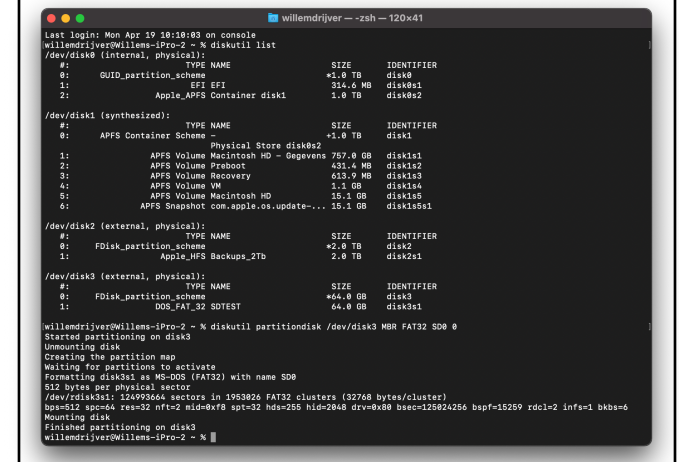 willemdrijver — -zsh — 120×41
Last login: Mon Apr 19 10:10:03 on console
[willemdrijver@Willems-iPro-2 ~ % diskutil list ]
/dev/disk0 (internal, physical):
#: TYPE NAME SIZE IDENTIFIER
0: GUID_partition_scheme *1.0 TB disk0
1: EFI EFI 314.6 MB disk0s1
2: Apple_APFS Container disk1 1.0 TB disk0s2
/dev/disk1 (synthesized):
#: TYPE NAME SIZE IDENTIFIER
0: APFS Container Scheme - +1.0 TB disk1
Physical Store disk0s2
1: APFS Volume Macintosh HD - Gegevens 757.0 GB disk1s1
2: APFS Volume Preboot 431.4 MB disk1s2
3: APFS Volume Recovery 613.9 MB disk1s3
4: APFS Volume VM 1.1 GB disk1s4
5: APFS Volume Macintosh HD 15.1 GB disk1s5
6: APFS Snapshot com.apple.os.update-... 15.1 GB disk1s5s1
/dev/disk2 (external, physical):
#: TYPE NAME SIZE IDENTIFIER
0: FDisk_partition_scheme *2.0 TB disk2
1: Apple_HFS Backups_2Tb 2.0 TB disk2s1
/dev/disk3 (external, physical):
#: TYPE NAME SIZE IDENTIFIER
0: FDisk_partition_scheme *64.0 GB disk3
1: DOS_FAT_32 SDTEST 64.0 GB disk3s1
[willemdrijver@Willems-iPro-2 ~ % diskutil partitiondisk /dev/disk3 MBR FAT32 SD0 0 ]
Started partitioning on disk3
Unmounting disk
Creating the partition map
Waiting for partitions to activate
Formatting disk3s1 as MS-DOS (FAT32) with name SD0
512 bytes per physical sector
/dev/rdisk3s1: 124993664 sectors in 1953026 FAT32 clusters (32768 bytes/cluster)
bps=512 spc=64 res=32 nft=2 mid=0xf8 spt=32 hds=255 hid=2048 drv=0x80 bsec=125024256 bspf=15259 rdcl=2 infs=1 bkbs=6
Mounting disk
Finished partitioning on disk3
willemdrijver@Willems-iPro-2 ~ %